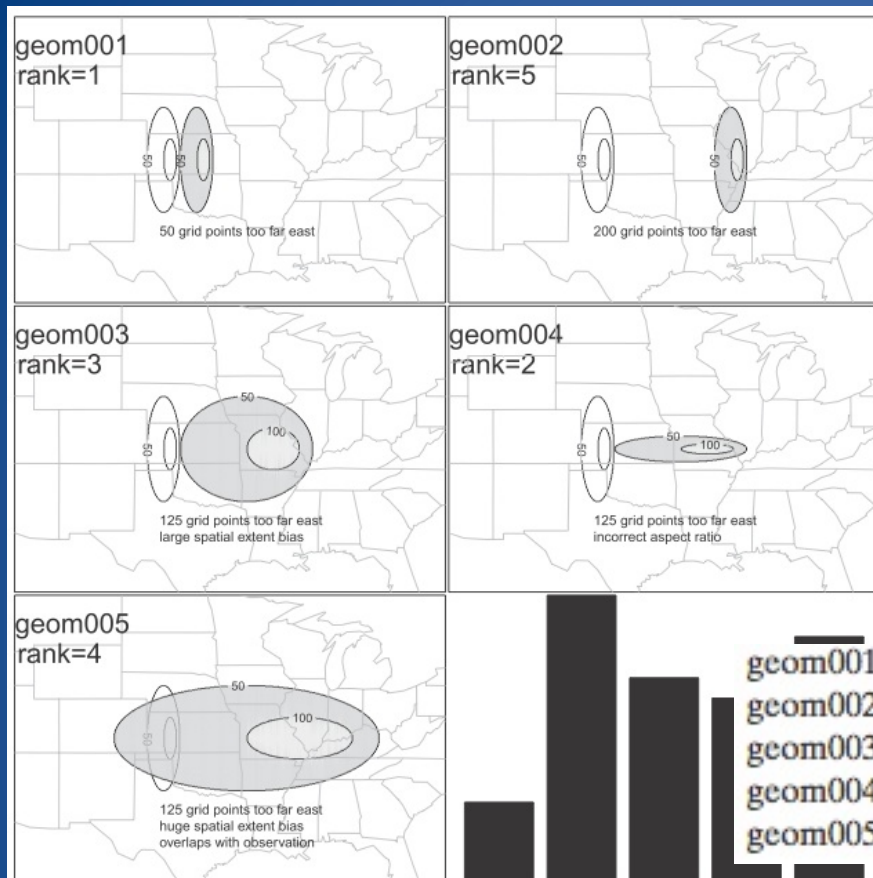 geom001
rank=1
50
50
50 grid points too far east
geom002
rank=5
50
50
200 grid points too far east
geom003
rank=3
50
100
50
125 grid points too far east
large spatial extent bias
geom004
rank=2
50
50
100
125 grid points too far east
incorrect aspect ratio
geom005
rank=4
50
100
50
125 grid points too far east
huge spatial extent bias
overlaps with observation
geom001
geom002
geom003
geom004
geom005